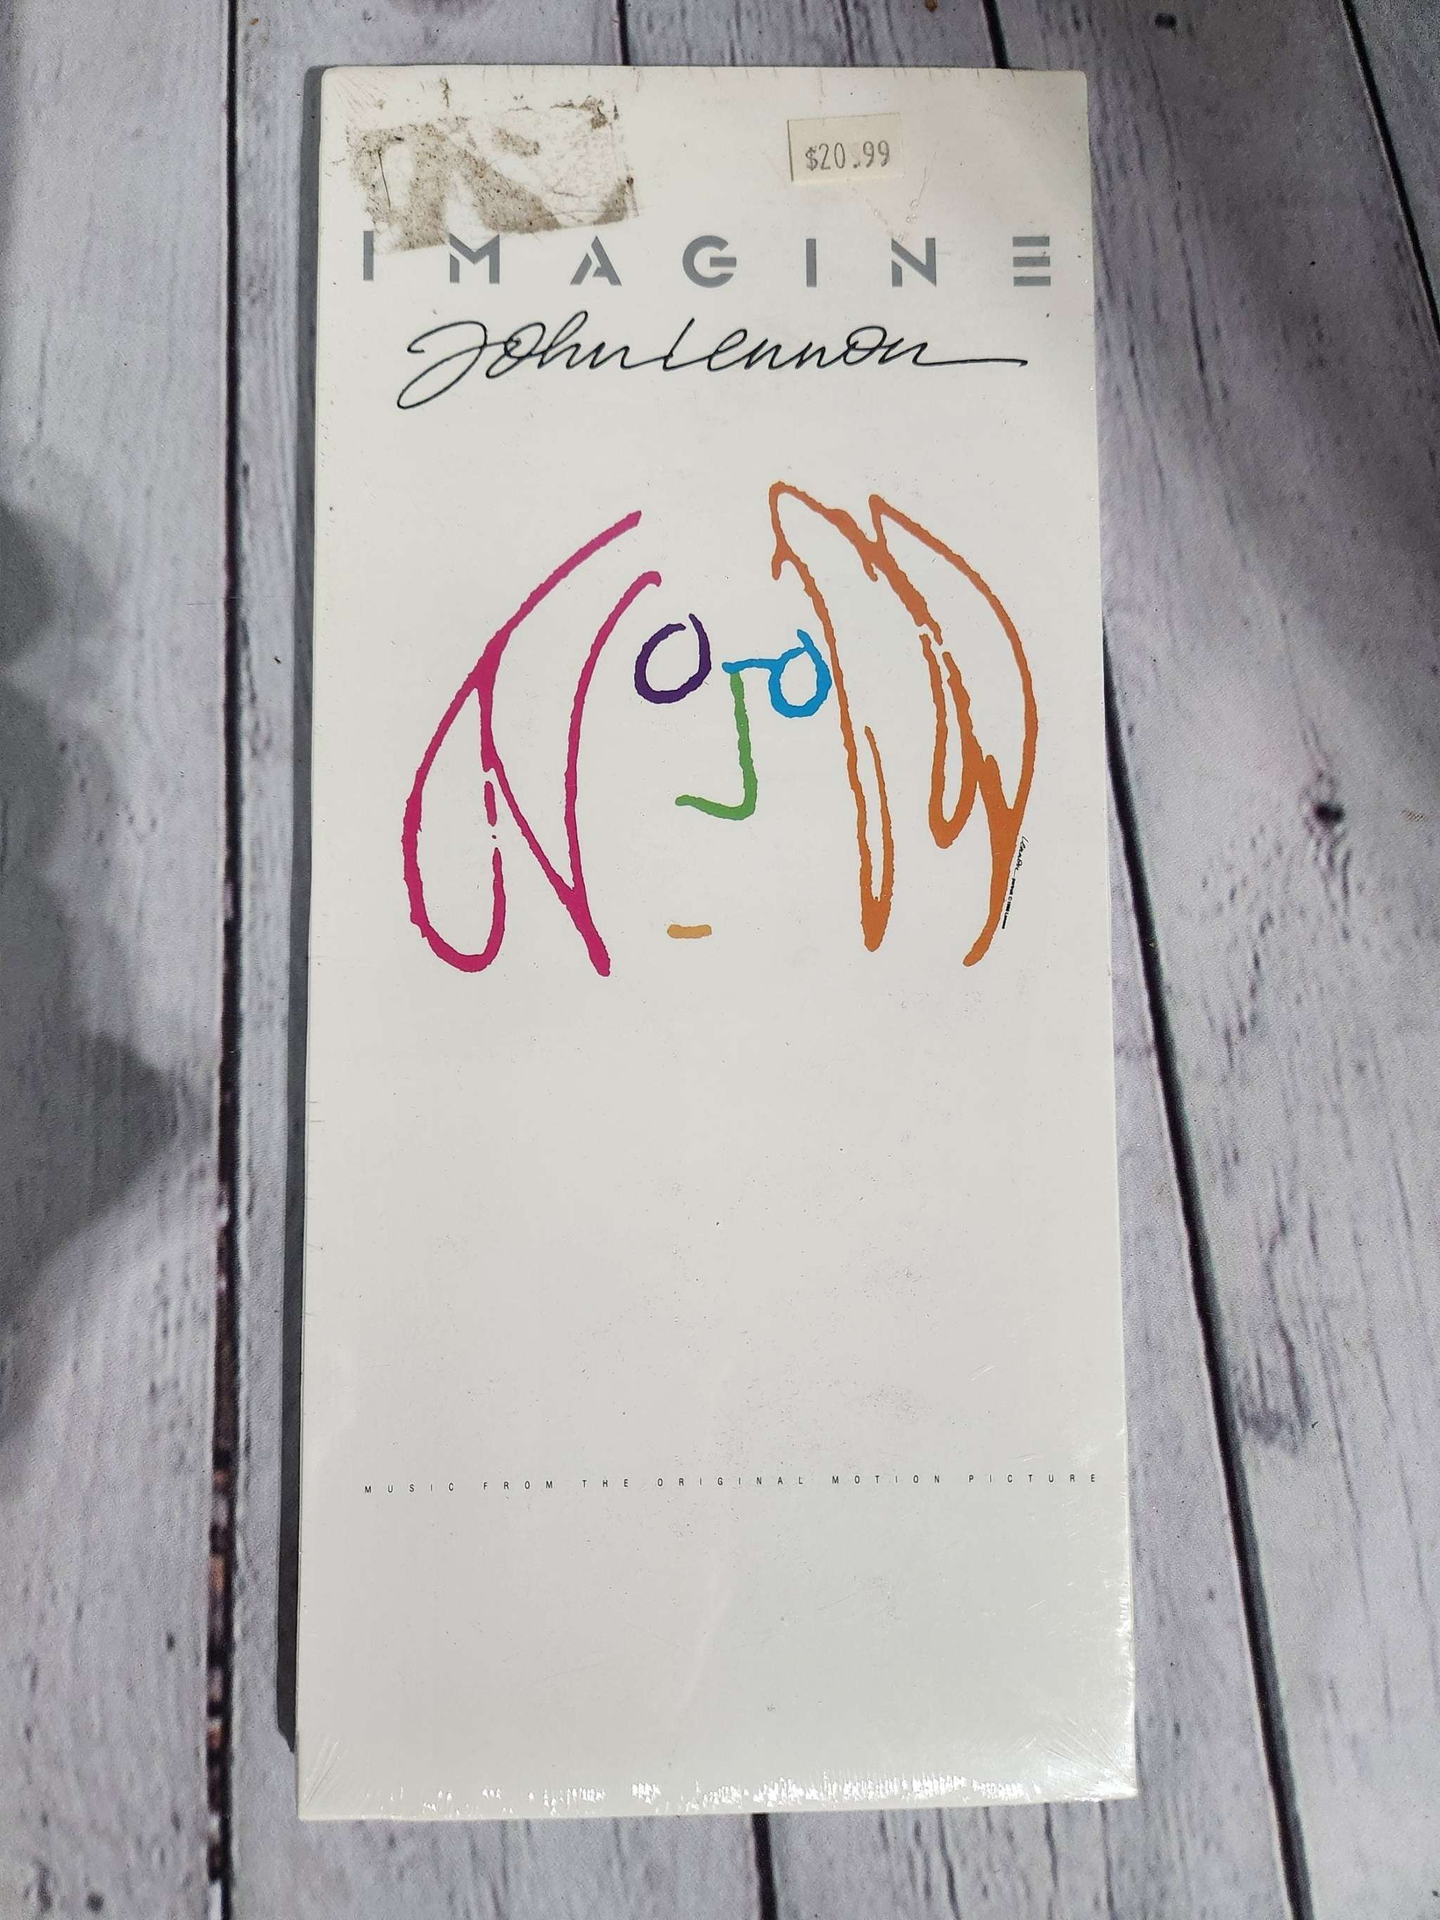 $20.99
IMAGINE
John Lennon
MUSIC FROM THE ORIGINAL MOTION PICTURE